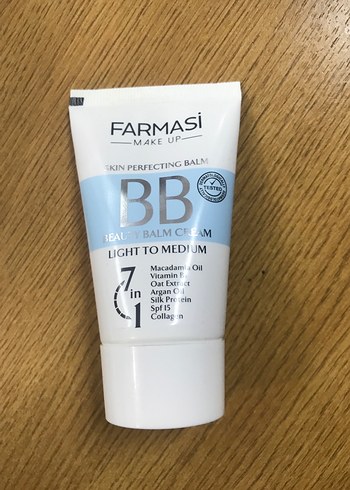 FARMASi
MAKE UP
SKIN PERFECTING BALM
BB
TESTED
BEAUTY BALM CREAM
LIGHT TO MEDIUM
7 in 1
Macadamia Oil
Vitamin
Oat Extract
Argan Oil
Silk Protein
Spf 15
Collagen